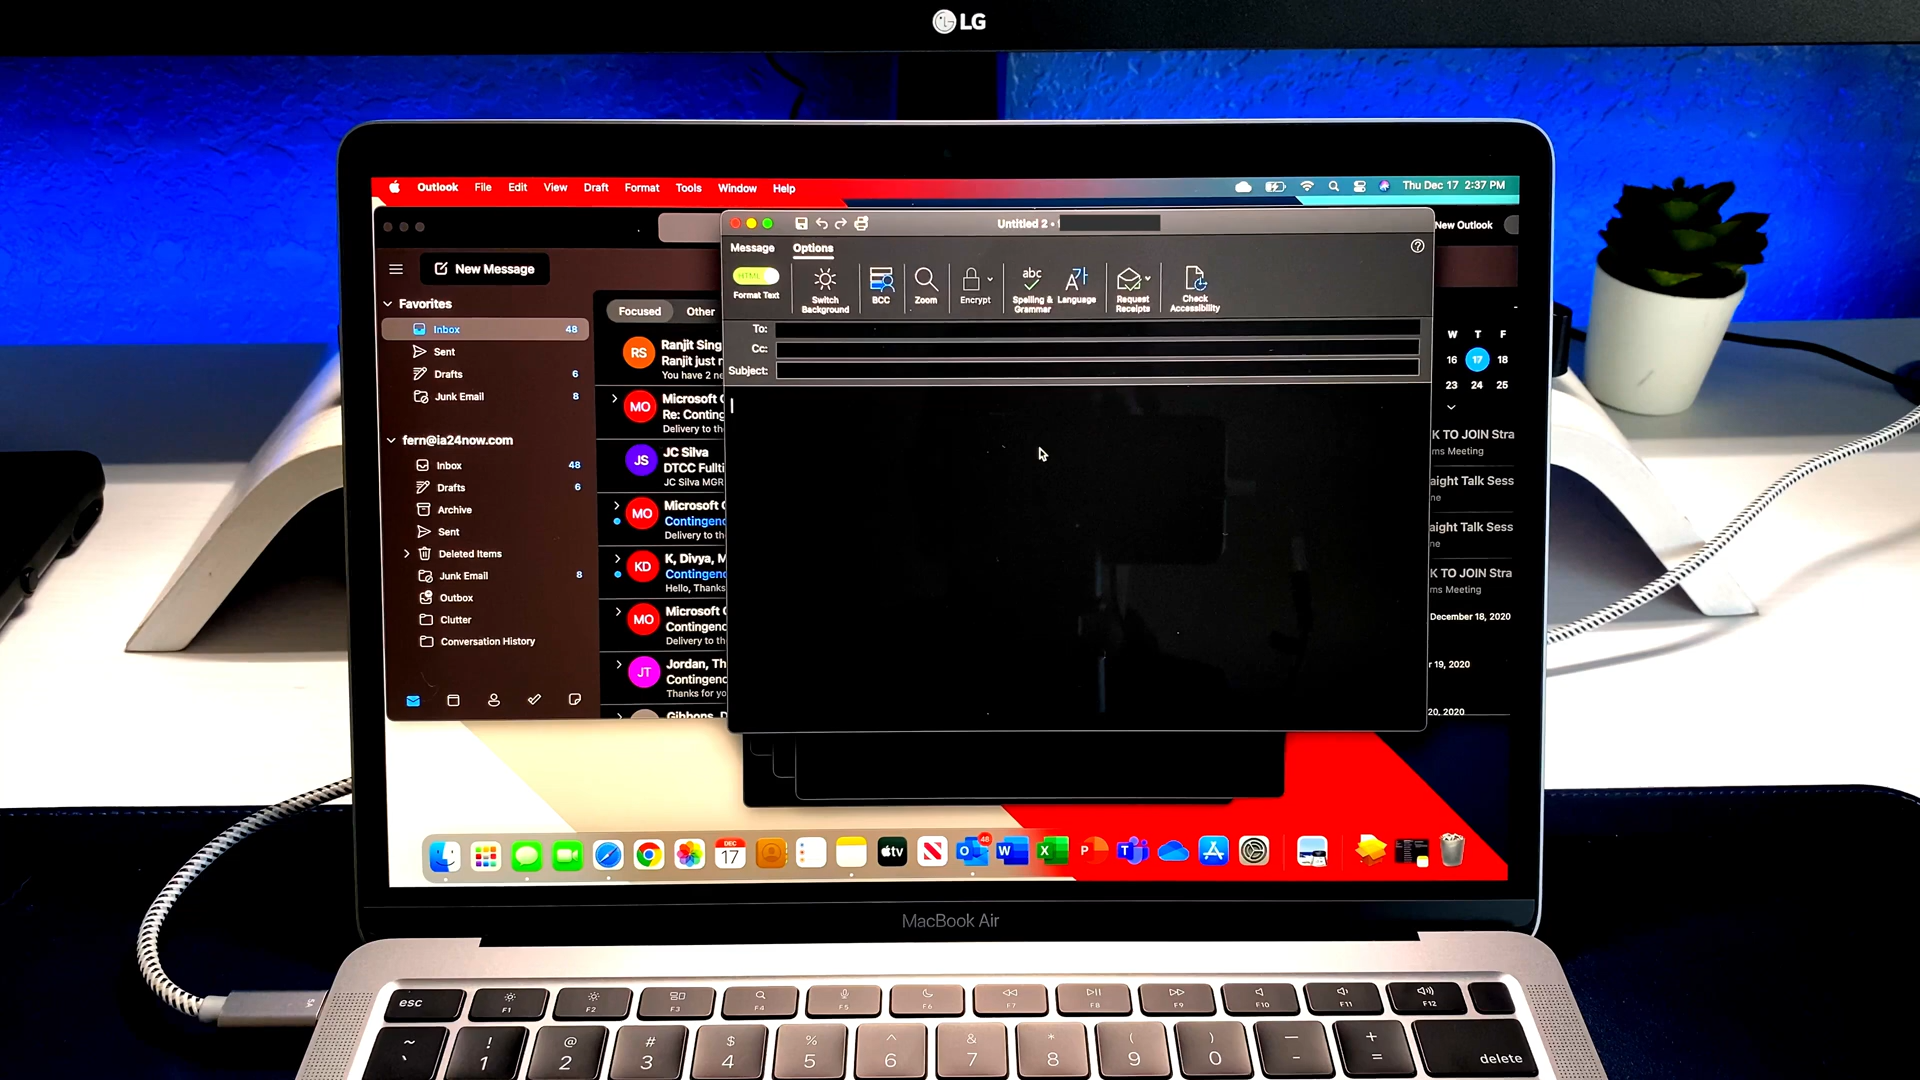 LG
Outlook File Edit View Draft Format Tools Window Help Thu Dec 17 2:37 PM
Untitled 2 •
New Outlook
Message Options
New Message
HTML
Format Text
Switch Background
BCC
Zoom
Encrypt
abc
Spelling & Grammar
Language
Request Receipts
Check Accessibility
Favorites
Inbox 48
Sent
Drafts 6
Junk Email 8
fern@ia24now.com
Inbox 48
Drafts 6
Archive
Sent
Deleted Items
Junk Email 8
Outbox
Clutter
Conversation History
Focused Other
RS
Ranjit Sing
Ranjit just
You have 2 ne
MO
Microsoft
Re: Conting
Delivery to th
JS
JC Silva
DTCC Fullti
JC Silva MGR
MO
Microsoft
Contingenc
Delivery to th
KD
K, Divya, M
Contingenc
Hello, Thanks
MO
Microsoft
Contingenc
Delivery to th
JT
Jordan, Th
Contingenc
Thanks for yo
Gibbons, D
To:
Cc:
Subject:
W T F
16 17 18
23 24 25
K TO JOIN Stra
ms Meeting
aight Talk Sess
ne
aight Talk Sess
ne
K TO JOIN Stra
ms Meeting
December 18, 2020
r 19, 2020
20, 2020
DEC
17
tv
48
O
W
X
P
T
MacBook Air
esc F1 F2 F3 F4 F5 F6 F7 F8 F9 F10 F11 F12
~ ! @ # $ % ^ & * ( ) — +
` 1 2 3 4 5 6 7 8 9 0 - = delete